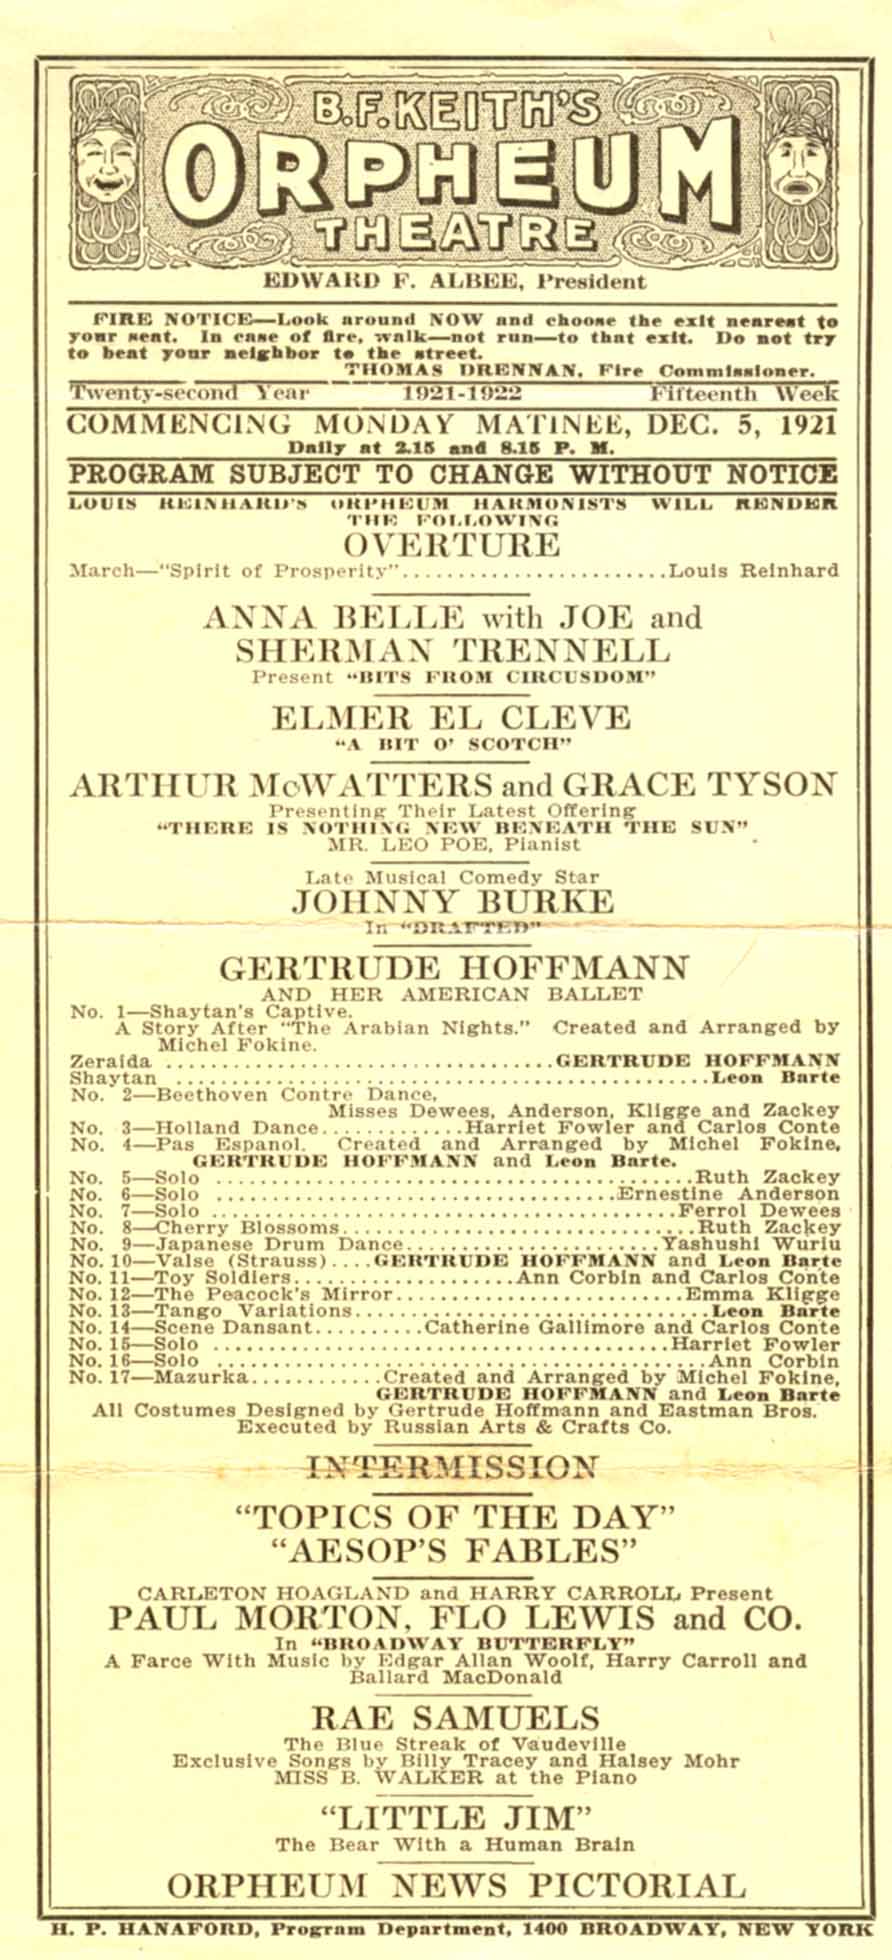 B.F. KEITH'S
ORPHEUM
THEATRE
EDWARD F. ALBEE, President
FIRE NOTICE—Look around NOW and choose the exit nearest to
your seat. In case of fire, walk—not run—to that exit. Do not try
to beat your neighbor to the street.
THOMAS DRENNAN, Fire Commissioner.
Twenty-second Year 1921-1922 Fifteenth Week
COMMENCING MONDAY MATINEE, DEC. 5, 1921
Daily at 2.15 and 8.15 P. M.
PROGRAM SUBJECT TO CHANGE WITHOUT NOTICE
LOUIS REINHARD'S ORPHEUM HARMONISTS WILL RENDER
THE FOLLOWING
OVERTURE
March—"Spirit of Prosperity"........................Louis Reinhard
ANNA BELLE with JOE and
SHERMAN TRENNELL
Present "BITS FROM CIRCUSDOM"
ELMER EL CLEVE
"A BIT O' SCOTCH"
ARTHUR McWATTERS and GRACE TYSON
Presenting Their Latest Offering
"THERE IS NOTHING NEW BENEATH THE SUN"
MR. LEO POE, Pianist
Late Musical Comedy Star
JOHNNY BURKE
In "DRAFTED"
GERTRUDE HOFFMANN
AND HER AMERICAN BALLET
No. 1—Shaytan's Captive.
A Story After "The Arabian Nights." Created and Arranged by
Michel Fokine.
Zeraida ..................................GERTRUDE HOFFMANN
Shaytan ..............................................Leon Barte
No. 2—Beethoven Contre Dance,
Misses Dewees, Anderson, Kligge and Zackey
No. 3—Holland Dance.............Harriet Fowler and Carlos Conte
No. 4—Pas Espanol. Created and Arranged by Michel Fokine,
GERTRUDE HOFFMANN and Leon Barte.
No. 5—Solo ..........................................Ruth Zackey
No. 6—Solo ...................................Ernestine Anderson
No. 7—Solo ........................................Ferrol Dewees
No. 8—Cherry Blossoms...............................Ruth Zackey
No. 9—Japanese Drum Dance......................Yashushi Wuriu
No. 10—Valse (Strauss)....GERTRUDE HOFFMANN and Leon Barte
No. 11—Toy Soldiers....................Ann Corbin and Carlos Conte
No. 12—The Peacock's Mirror.........................Emma Kligge
No. 13—Tango Variations...............................Leon Barte
No. 14—Scene Dansant..........Catherine Gallimore and Carlos Conte
No. 15—Solo .......................................Harriet Fowler
No. 16—Solo ..........................................Ann Corbin
No. 17—Mazurka............Created and Arranged by Michel Fokine,
GERTRUDE HOFFMANN and Leon Barte
All Costumes Designed by Gertrude Hoffmann and Eastman Bros.
Executed by Russian Arts & Crafts Co.
INTERMISSION
"TOPICS OF THE DAY"
"AESOP'S FABLES"
CARLETON HOAGLAND and HARRY CARROLL Present
PAUL MORTON, FLO LEWIS and CO.
In "BROADWAY BUTTERFLY"
A Farce With Music by Edgar Allan Woolf, Harry Carroll and
Ballard MacDonald
RAE SAMUELS
The Blue Streak of Vaudeville
Exclusive Songs by Billy Tracey and Halsey Mohr
MISS B. WALKER at the Piano
"LITTLE JIM"
The Bear With a Human Brain
ORPHEUM NEWS PICTORIAL
H. P. HANAFORD, Program Department, 1400 BROADWAY, NEW YORK